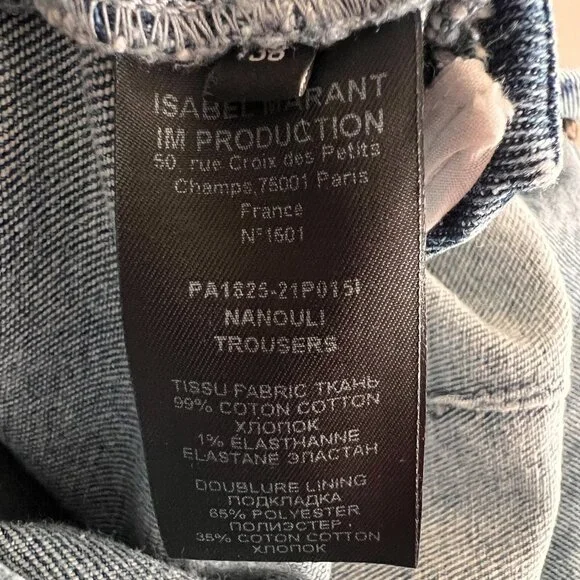 38
ISABEL MARANT
IM PRODUCTION
50 rue Croix des Petits
Champs,75001 Paris
France
N°1601
PA1825-21P015I
NANOULI
TROUSERS
TISSU FABRIC ТКАНЬ
99% COTON COTTON
ХЛОПОК
1% ÉLASTHANNE
ELASTANE ЭЛАСТАН
DOUBLURE LINING
ПОДКЛАДКА
65% POLYESTER
ПОЛИЭСТЕР
35% COTON COTTON
ХЛОПОК